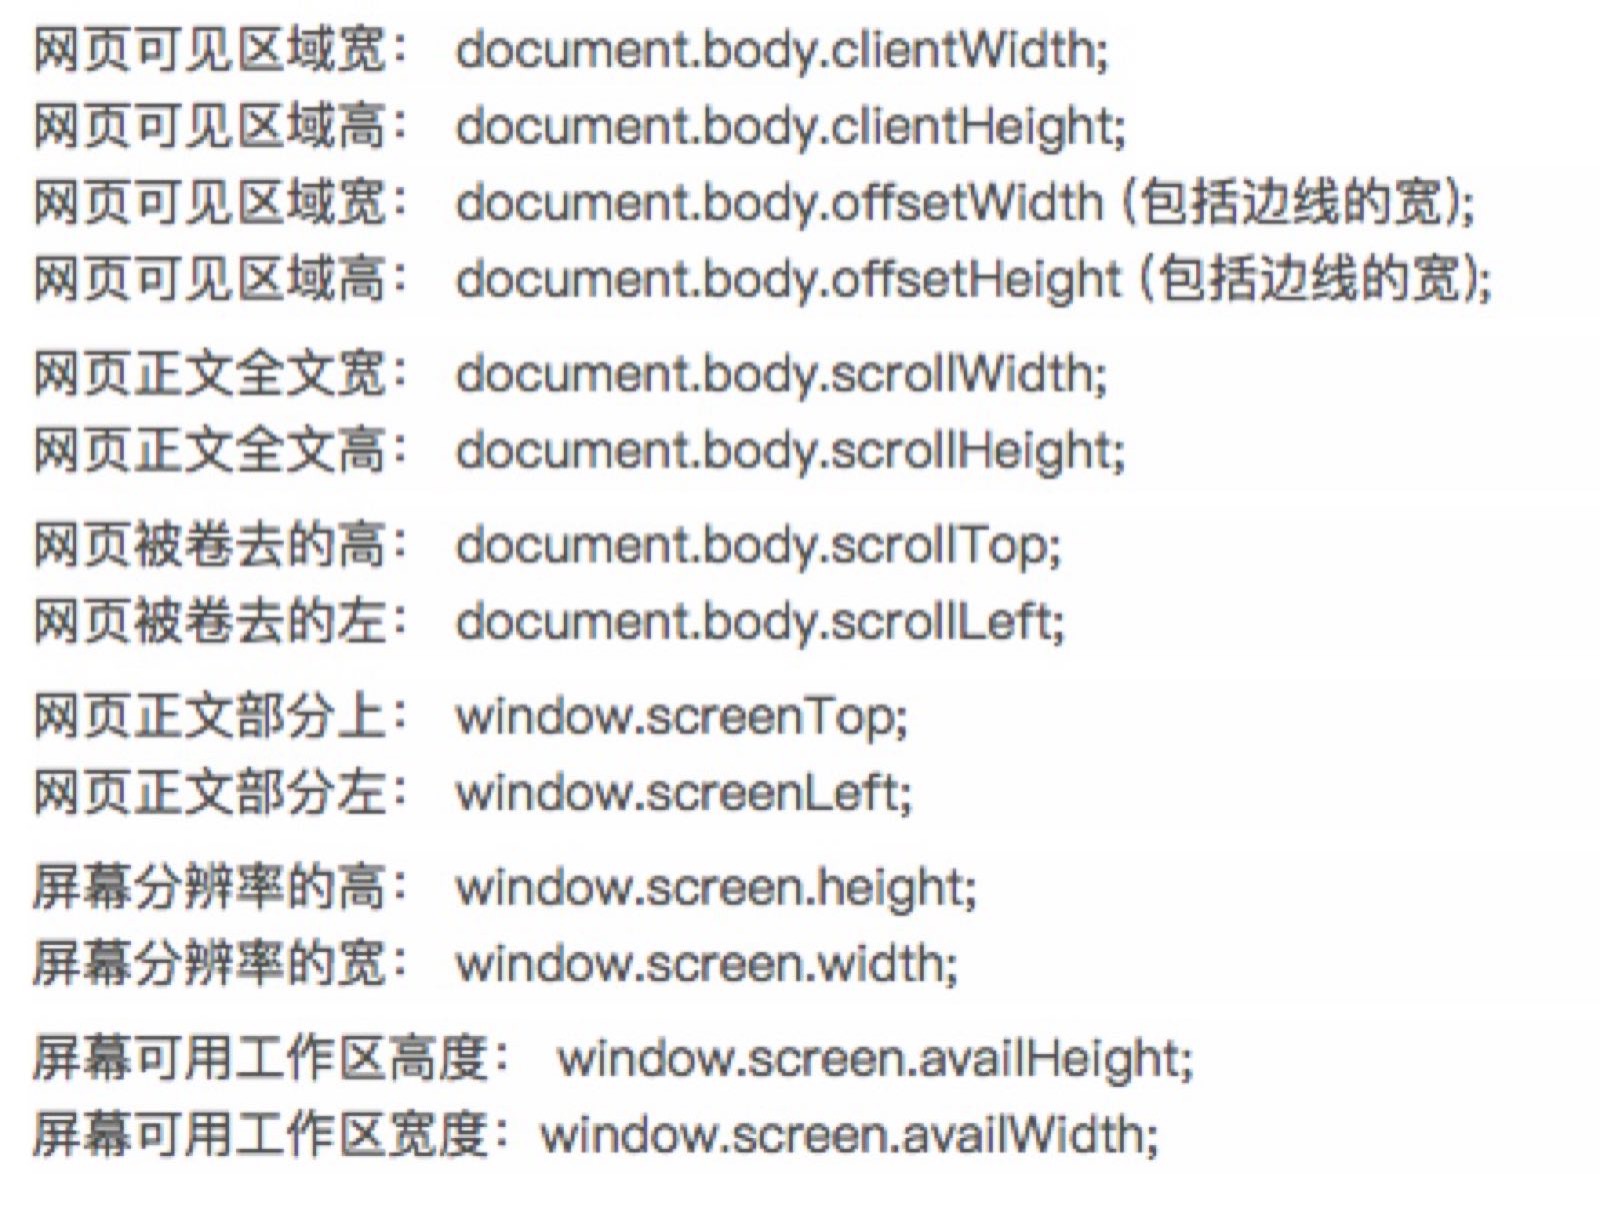 网页可见区域宽： document.body.clientWidth;
网页可见区域高： document.body.clientHeight;
网页可见区域宽： document.body.offsetWidth (包括边线的宽);
网页可见区域高： document.body.offsetHeight (包括边线的宽);
网页正文全文宽： document.body.scrollWidth;
网页正文全文高： document.body.scrollHeight;
网页被卷去的高： document.body.scrollTop;
网页被卷去的左： document.body.scrollLeft;
网页正文部分上： window.screenTop;
网页正文部分左： window.screenLeft;
屏幕分辨率的高： window.screen.height;
屏幕分辨率的宽： window.screen.width;
屏幕可用工作区高度： window.screen.availHeight;
屏幕可用工作区宽度：window.screen.availWidth;